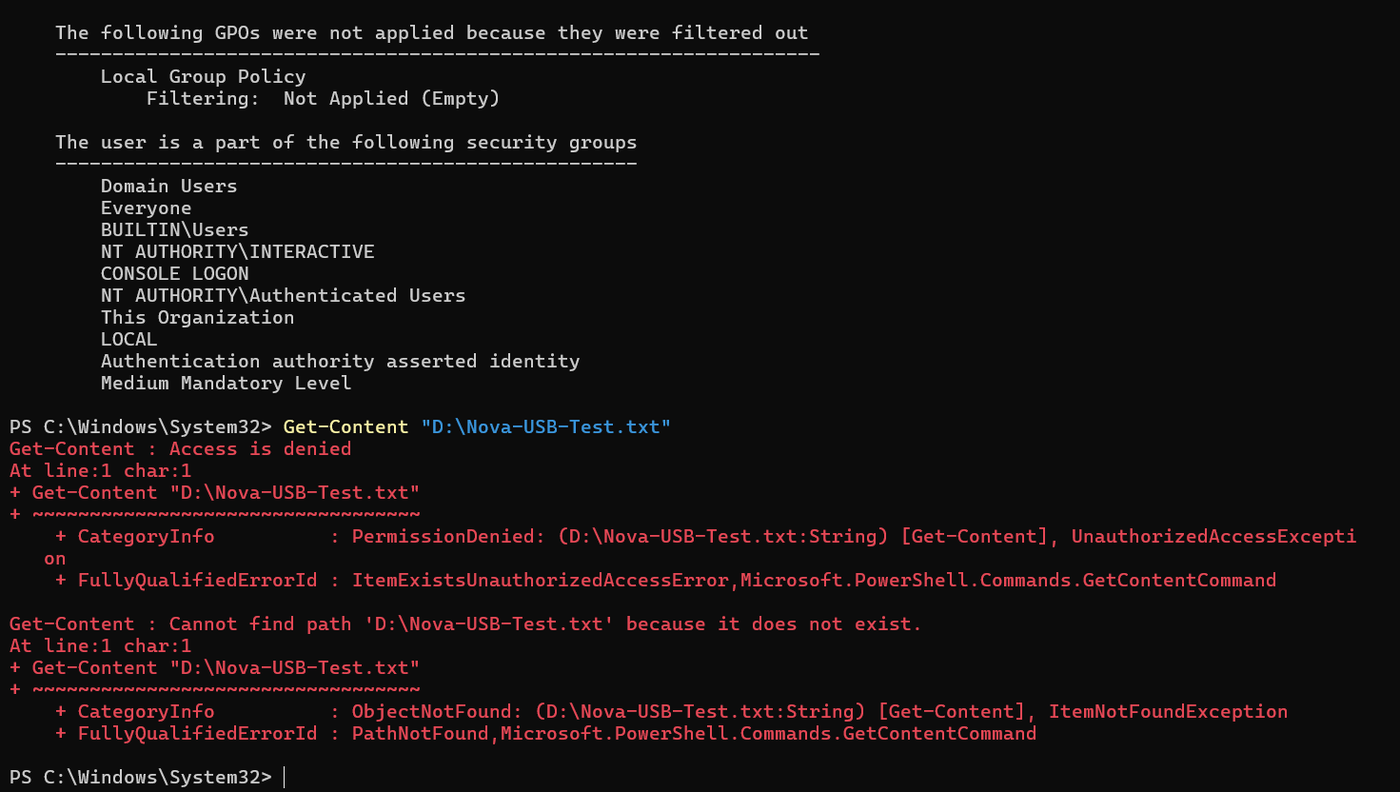 The following GPOs were not applied because they were filtered out
-------------------------------------------------------------------
Local Group Policy
Filtering:  Not Applied (Empty)
The user is a part of the following security groups
---------------------------------------------------
Domain Users
Everyone
BUILTIN\Users
NT AUTHORITY\INTERACTIVE
CONSOLE LOGON
NT AUTHORITY\Authenticated Users
This Organization
LOCAL
Authentication authority asserted identity
Medium Mandatory Level
PS C:\Windows\System32> Get-Content "D:\Nova-USB-Test.txt"
Get-Content : Access is denied
At line:1 char:1
+ Get-Content "D:\Nova-USB-Test.txt"
+ ~~~~~~~~~~~~~~~~~~~~~~~~~~~~~~~~~~
+ CategoryInfo          : PermissionDenied: (D:\Nova-USB-Test.txt:String) [Get-Content], UnauthorizedAccessExcepti
on
+ FullyQualifiedErrorId : ItemExistsUnauthorizedAccessError,Microsoft.PowerShell.Commands.GetContentCommand
Get-Content : Cannot find path 'D:\Nova-USB-Test.txt' because it does not exist.
At line:1 char:1
+ Get-Content "D:\Nova-USB-Test.txt"
+ ~~~~~~~~~~~~~~~~~~~~~~~~~~~~~~~~~~
+ CategoryInfo          : ObjectNotFound: (D:\Nova-USB-Test.txt:String) [Get-Content], ItemNotFoundException
+ FullyQualifiedErrorId : PathNotFound,Microsoft.PowerShell.Commands.GetContentCommand
PS C:\Windows\System32>